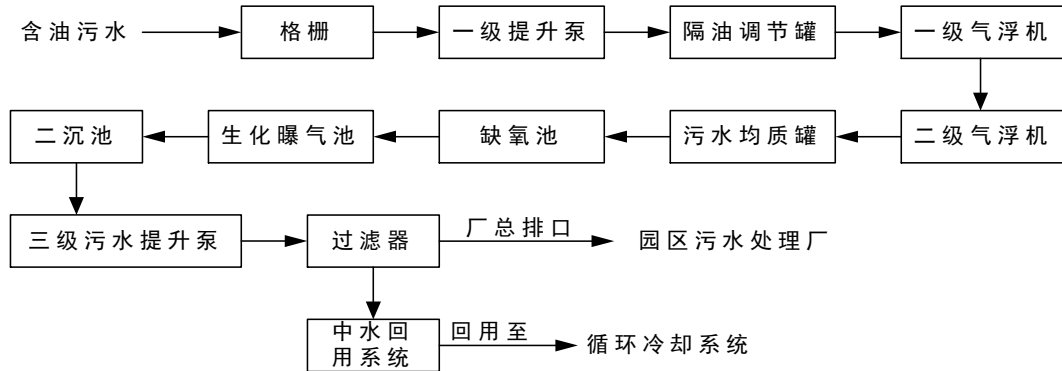 含油污水
格栅
一级提升泵
隔油调节罐
一级气浮机
二沉池
生化曝气池
缺氧池
污水均质罐
二级气浮机
三级污水提升泵
过滤器
厂总排口
园区污水处理厂
中水回
用系统
回用至
循环冷却系统